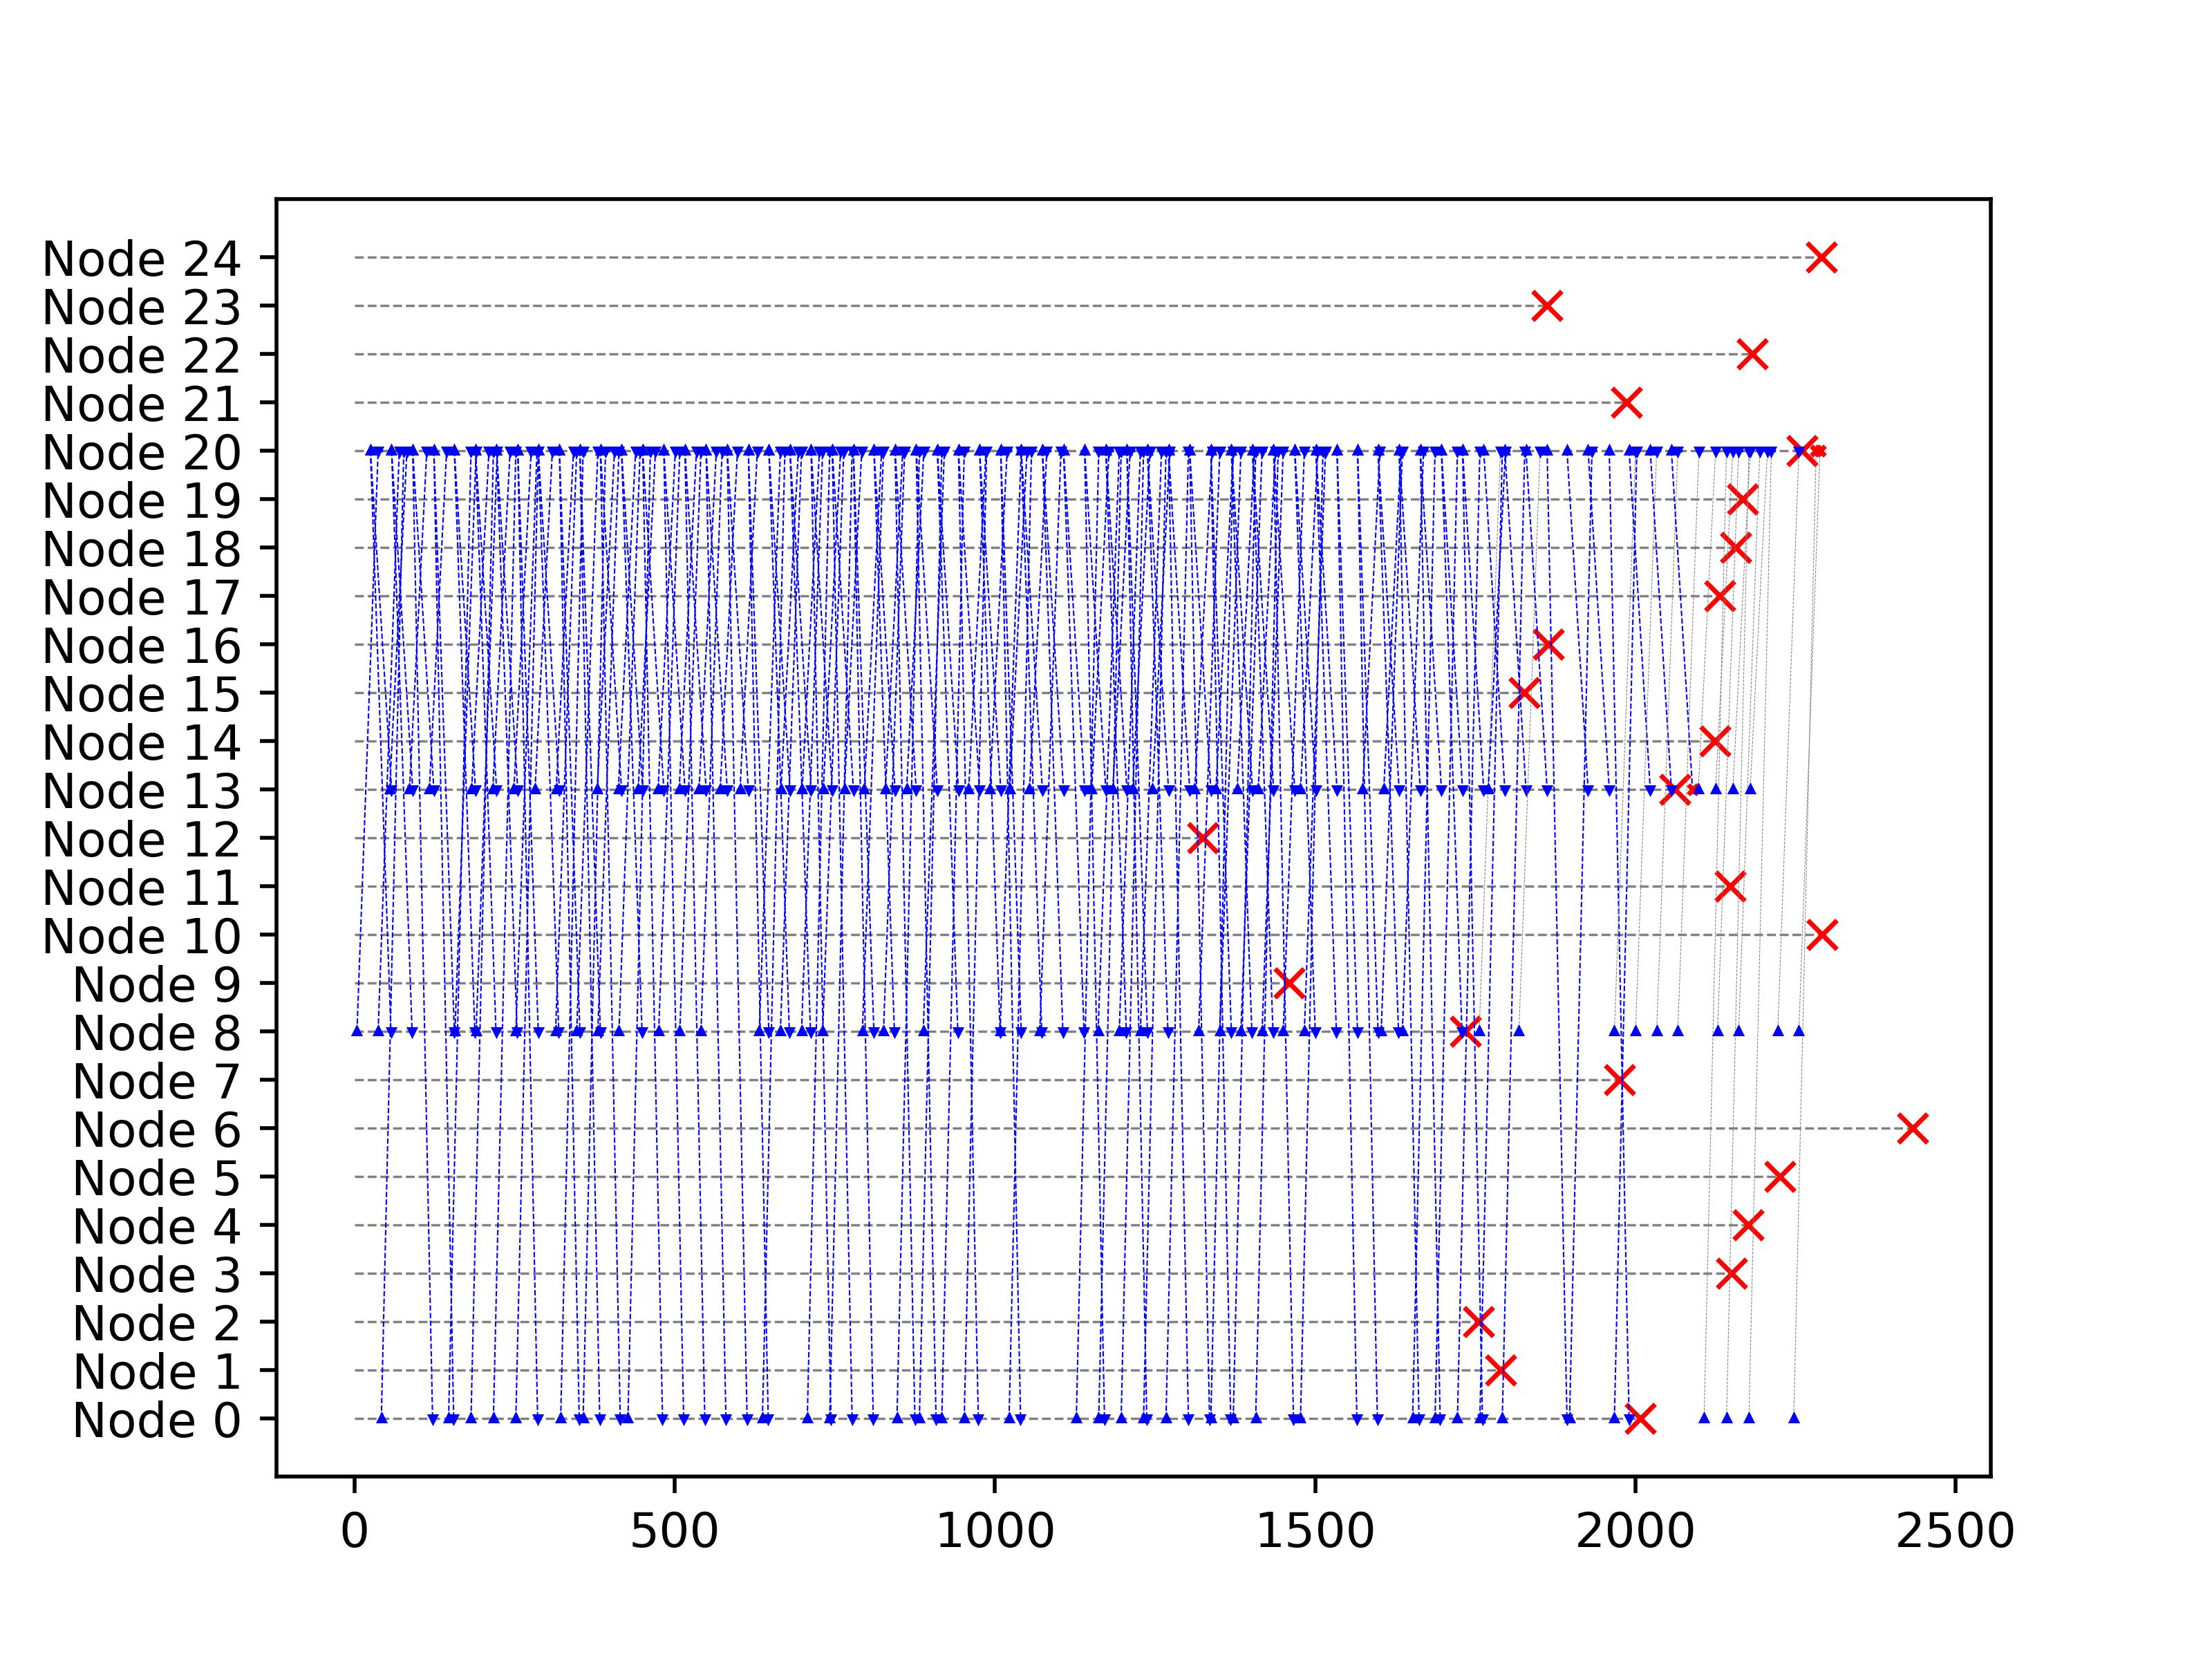 Node 24
Node 23
Node 22
Node 21
Node 20
Node 19
Node 18
Node 17
Node 16
Node 15
Node 14
Node 13
Node 12
Node 11
Node 10
Node 9
Node 8
Node 7
Node 6
Node 5
Node 4
Node 3
Node 2
Node 1
Node 0
0 500 1000 1500 2000 2500